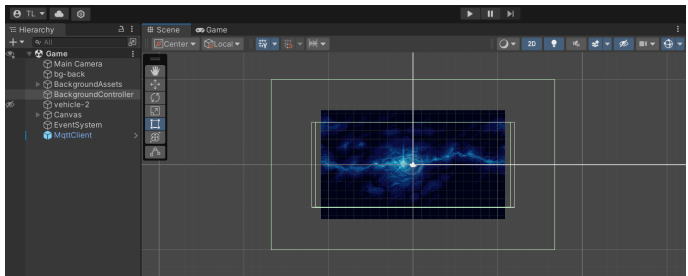 TL
Hierarchy
All
Game
Main Camera
bg-back
BackgroundAssets
BackgroundController
vehicle-2
Canvas
EventSystem
MqttClient
Scene
Game
Center
Local
2D